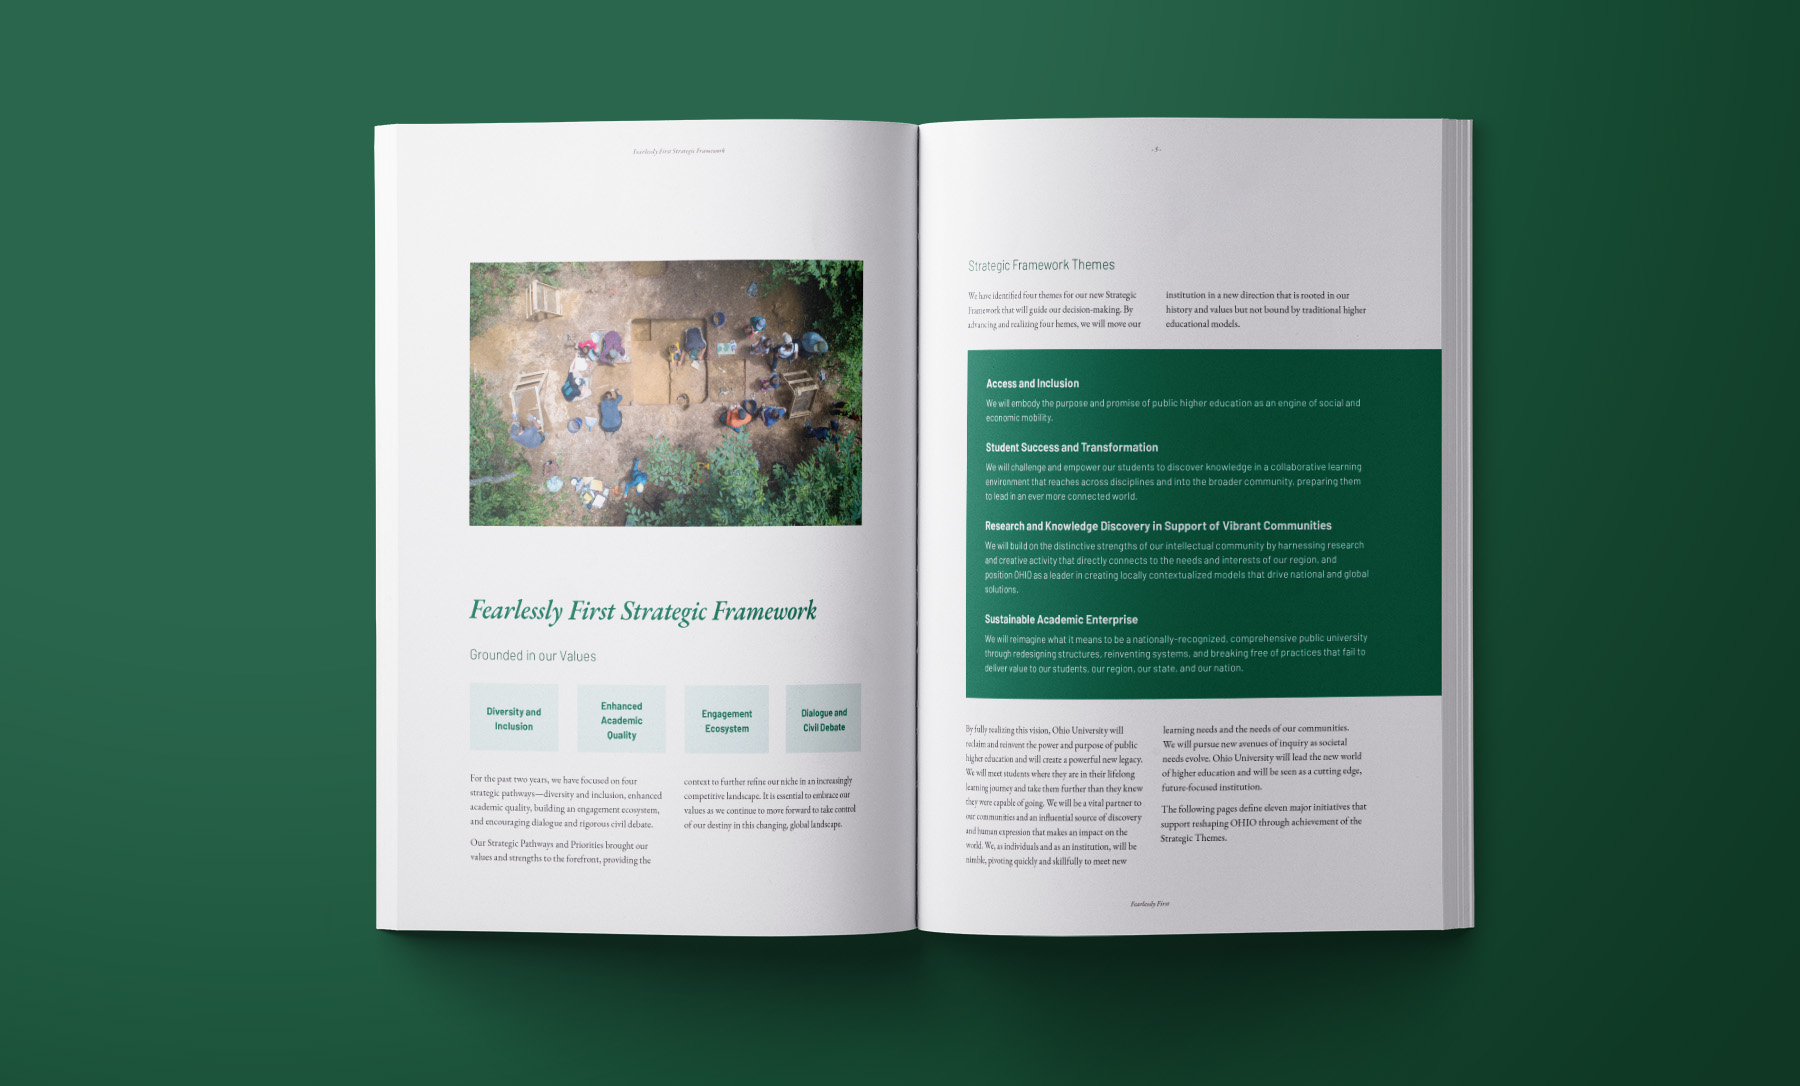 Fearlessly First Strategic Framework
Fearlessly First Strategic Framework
Grounded in our Values
Diversity and
Inclusion
Enhanced
Academic
Quality
Engagement
Ecosystem
Dialogue and
Civil Debate
For the past two years, we have focused on four
strategic pathways—diversity and inclusion, enhanced
academic quality, building an engagement ecosystem,
and encouraging dialogue and rigorous civil debate.
Our Strategic Pathways and Priorities brought our
values and strengths to the forefront, providing the
context to further refine our niche in an increasingly
competitive landscape. It is essential to embrace our
values as we continue to move forward to take control
of our destiny in this changing, global landscape.
- 5 -
Strategic Framework Themes
We have identified four themes for our new Strategic
Framework that will guide our decision-making. By
advancing and realizing four hemes, we will move our
institution in a new direction that is rooted in our
history and values but not bound by traditional higher
educational models.
Access and Inclusion
We will embody the purpose and promise of public higher education as an engine of social and
economic mobility.
Student Success and Transformation
We will challenge and empower our students to discover knowledge in a collaborative learning
environment that reaches across disciplines and into the broader community, preparing them
to lead in an ever more connected world.
Research and Knowledge Discovery in Support of Vibrant Communities
We will build on the distinctive strengths of our intellectual community by harnessing research
and creative activity that directly connects to the needs and interests of our region, and
position OHIO as a leader in creating locally contextualized models that drive national and global
solutions.
Sustainable Academic Enterprise
We will reimagine what it means to be a nationally-recognized, comprehensive public university
through redesigning structures, reinventing systems, and breaking free of practices that fail to
deliver value to our students, our region, our state, and our nation.
By fully realizing this vision, Ohio University will
reclaim and reinvent the power and purpose of public
higher education and will create a powerful new legacy.
We will meet students where they are in their lifelong
learning journey and take them further than they knew
they were capable of going. We will be a vital partner to
our communities and an influential source of discovery
and human expression that makes an impact on the
world. We, as individuals and as an institution, will be
nimble, pivoting quickly and skillfully to meet new
learning needs and the needs of our communities.
We will pursue new avenues of inquiry as societal
needs evolve. Ohio University will lead the new world
of higher education and will be seen as a cutting edge,
future-focused institution.
The following pages define eleven major initiatives that
support reshaping OHIO through achievement of the
Strategic Themes.
Fearlessly First